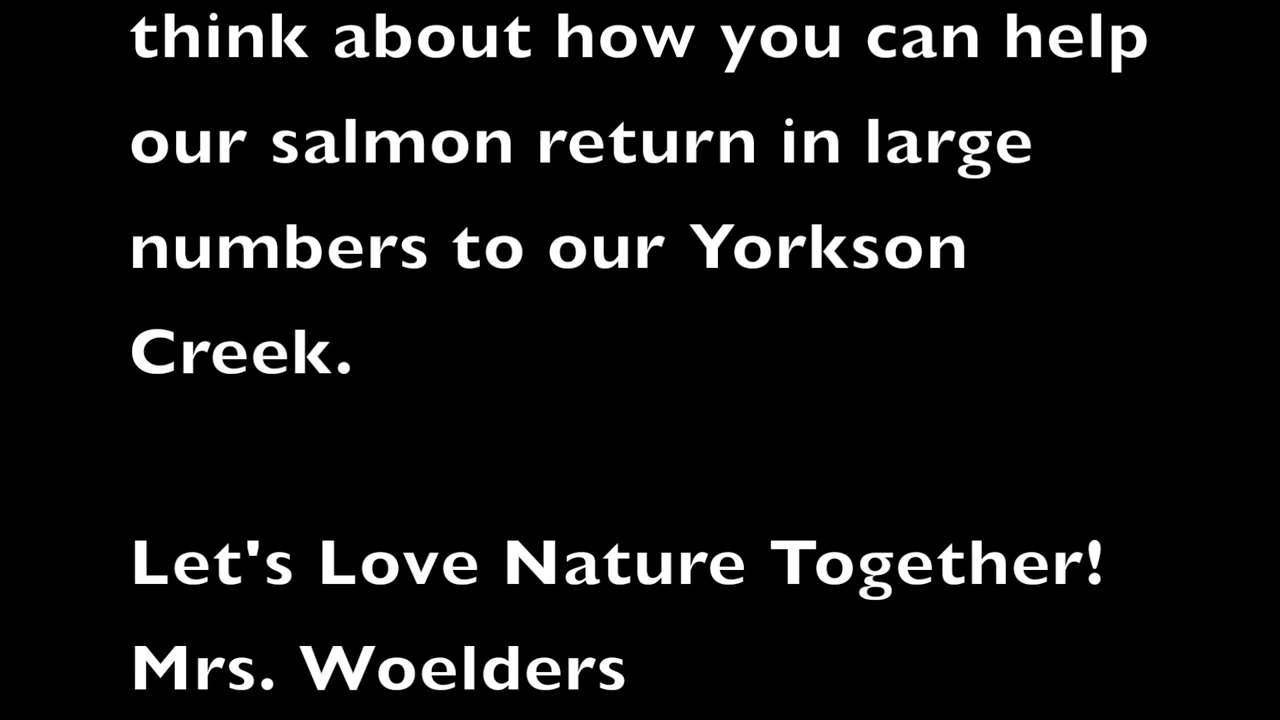 think about how you can help
our salmon return in large
numbers to our Yorkson
Creek.
Let's Love Nature Together!
Mrs. Woelders